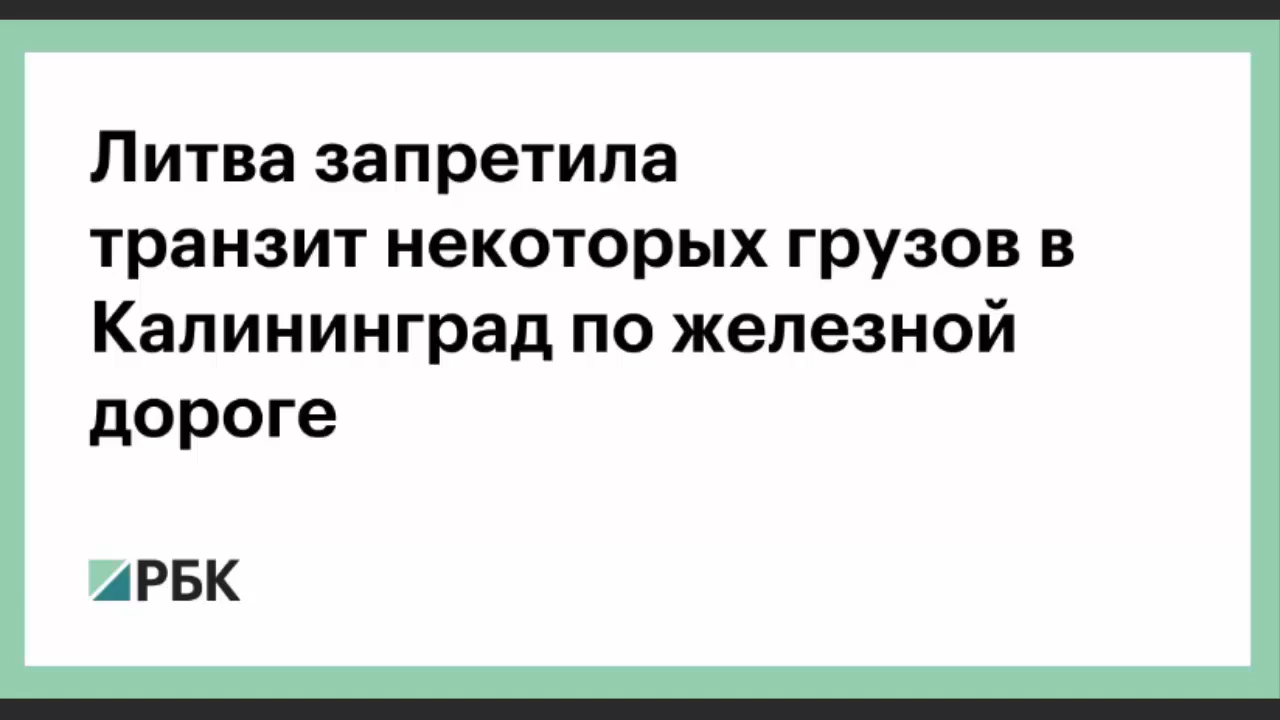 Литва запретила
транзит некоторых грузов в
Калининград по железной
дороге
РБК